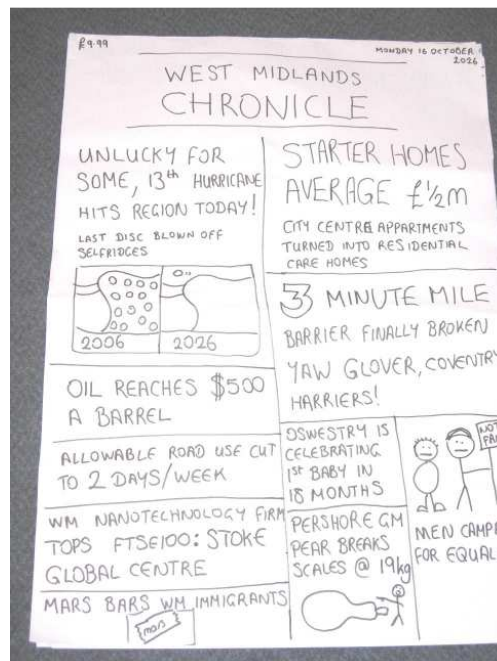 £9.99
MONDAY 16 OCTOBER
2026
WEST MIDLANDS
CHRONICLE
UNLUCKY FOR
SOME, 13th HURRICANE
HITS REGION TODAY!
LAST DISC BLOWN OFF
SELFRIDGES
2006
2026
OIL REACHES $500
A BARREL
ALLOWABLE ROAD USE CUT
TO 2 DAYS/WEEK
WM NANOTECHNOLOGY FIRM
TOPS FTSE100: STOKE
GLOBAL CENTRE
MARS BARS WM IMMIGRANTS
mars
STARTER HOMES
AVERAGE £½m
CITY CENTRE APPARTMENTS
TURNED INTO RESIDENTIAL
CARE HOMES
3 MINUTE MILE
BARRIER FINALLY BROKEN
YAW GLOVER, COVENTRY
HARRIERS!
OSWESTRY IS
CELEBRATING
1st BABY IN
18 MONTHS
PERSHORE GM
PEAR BREAKS
SCALES @ 19kg
NOT
FAI
MEN CAMP
FOR EQUAL